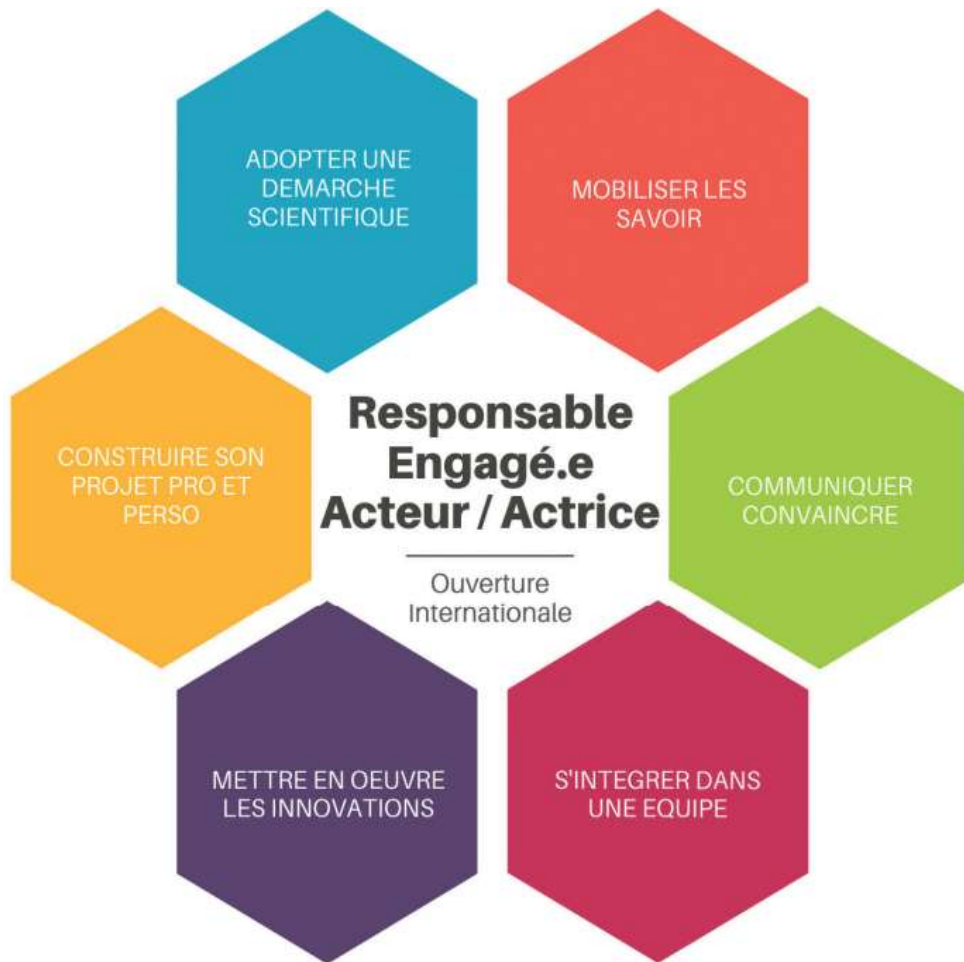 ADOPTER UNE
DEMARCHE
SCIENTIFIQUE
MOBILISER LES
SAVOIR
CONSTRUIRE SON
PROJET PRO ET
PERSO
Responsable
Engagé.e
Acteur / Actrice
Ouverture
Internationale
COMMUNIQUER
CONVAINCRE
METTRE EN OEUVRE
LES INNOVATIONS
S'INTEGRER DANS
UNE EQUIPE